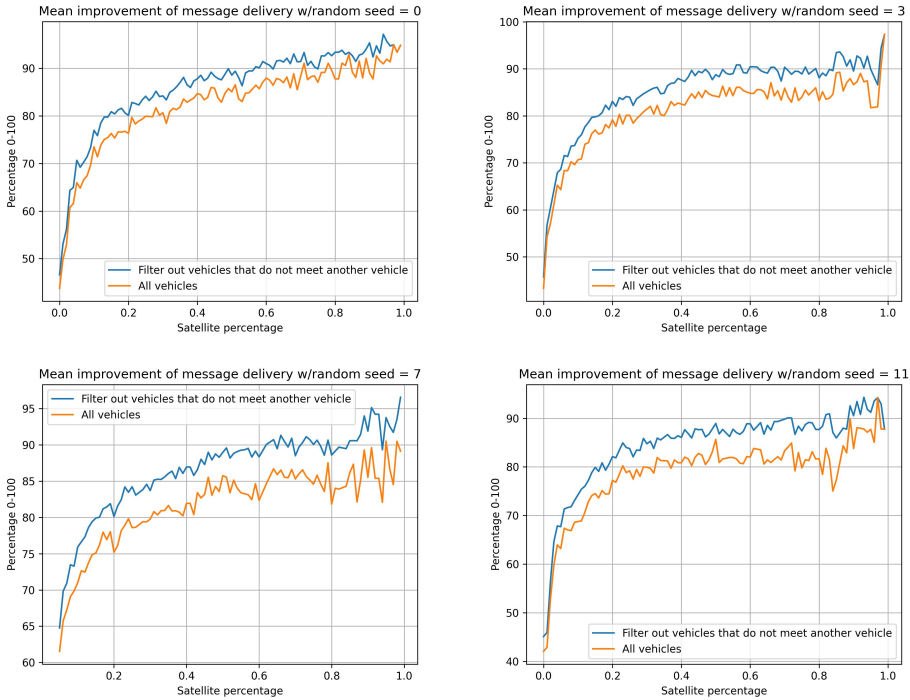 Mean improvement of message delivery w/random seed = 0
90
80
70
60
50
Percentage 0-100
Filter out vehicles that do not meet another vehicle
All vehicles
0.0 0.2 0.4 0.6 0.8 1.0
Satellite percentage
Mean improvement of message delivery w/random seed = 3
100
90
80
70
60
50
Percentage 0-100
Filter out vehicles that do not meet another vehicle
All vehicles
0.0 0.2 0.4 0.6 0.8 1.0
Satellite percentage
Mean improvement of message delivery w/random seed = 7
Filter out vehicles that do not meet another vehicle
All vehicles
95
90
85
80
75
70
65
60
Percentage 0-100
0.2 0.4 0.6 0.8 1.0
Satellite percentage
Mean improvement of message delivery w/random seed = 11
90
80
70
60
50
40
Percentage 0-100
Filter out vehicles that do not meet another vehicle
All vehicles
0.0 0.2 0.4 0.6 0.8 1.0
Satellite percentage